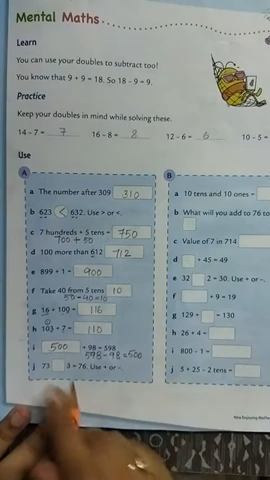 Mental Maths
Learn
You can use your doubles to subtract too!
You know that 9 + 9 = 18. So 18 - 9 = 9.
Practice
Keep your doubles in mind while solving these.
14 - 7 = 7 16 - 8 = 8 12 - 6 = 6 10 - 5 =
Use
A
a The number after 309 310
b 623 < 632. Use > or <.
c 7 hundreds + 5 tens = 750
700 + 50
d 100 more than 612 712
e 899 + 1 = 900
f Take 40 from 5 tens 10
50 - 40 = 10
g 16 + 100 = 116
h 103 + 7 = 110
i 500 + 98 = 598
598 - 98 = 500
j 73 3 = 76. Use + or -.
B
a 10 tens and 10 ones =
b What will you add to 76 to
c Value of 7 in 714
d + 45 = 49
e 32 2 = 30. Use + or -.
f + 9 = 19
g 129 + = 130
h 26 + 4 =
i 800 - 1 =
j 5 + 25 - 2 tens =